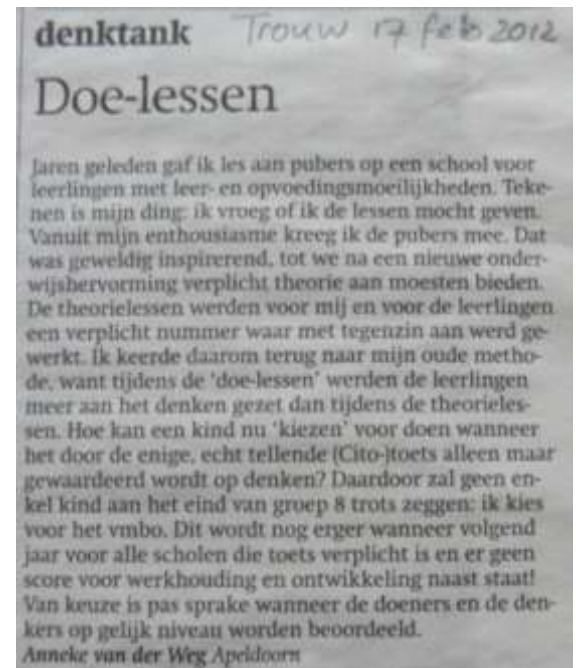 denktank Trouw 17 feb 2012
Doe-lessen
Jaren geleden gaf ik les aan pubers op een school voor
leerlingen met leer- en opvoedingsmoeilijkheden. Teke-
nen is mijn ding: ik vroeg of ik de lessen mocht geven.
Vanuit mijn enthousiasme kreeg ik de pubers mee. Dat
was geweldig inspirerend, tot we na een nieuwe onder-
wijshervorming verplicht theorie aan moesten bieden.
De theorielessen werden voor mij en voor de leerlingen
een verplicht nummer waar met tegenzin aan werd ge-
werkt. Ik keerde daarom terug naar mijn oude metho-
de, want tijdens de 'doe-lessen' werden de leerlingen
meer aan het denken gezet dan tijdens de theorieles-
sen. Hoe kan een kind nu 'kiezen' voor doen wanneer
het door de enige, echt tellende (Cito-)toets alleen maar
gewaardeerd wordt op denken? Daardoor zal geen en-
kel kind aan het eind van groep 8 trots zeggen: ik kies
voor het vmbo. Dit wordt nog erger wanneer volgend
jaar voor alle scholen die toets verplicht is en er geen
score voor werkhouding en ontwikkeling naast staat!
Van keuze is pas sprake wanneer de doeners en de den-
kers op gelijk niveau worden beoordeeld.
Anneke van der Weg Apeldoorn